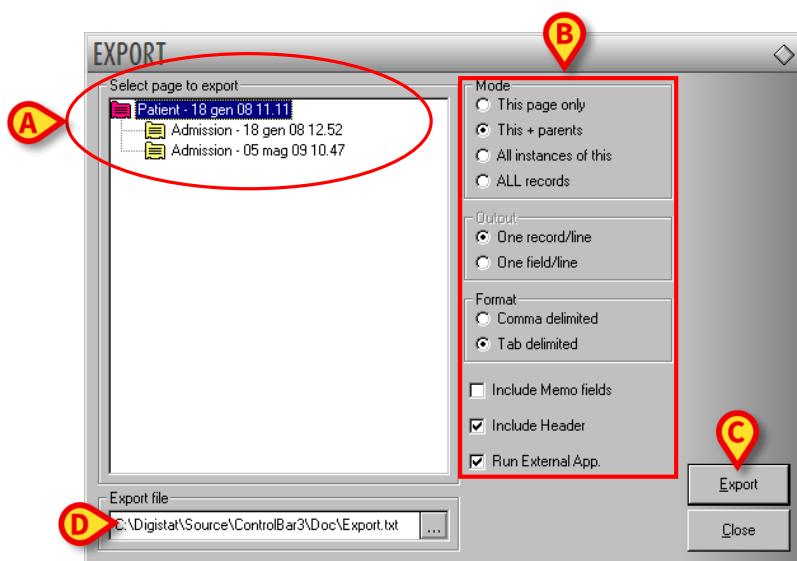 EXPORT
B
Select page to export
Patient - 18 gen 08 11.11
Admission - 18 gen 08 12.52
Admission - 05 mag 09 10.47
A
Mode
This page only
This + parents
All instances of this
ALL records
Output
One record/line
One field/line
Format
Comma delimited
Tab delimited
Include Memo fields
Include Header
Run External App.
C
Export
Close
Export file
D
C:\Digistat\Source\ControlBar3\Doc\Export.txt
...